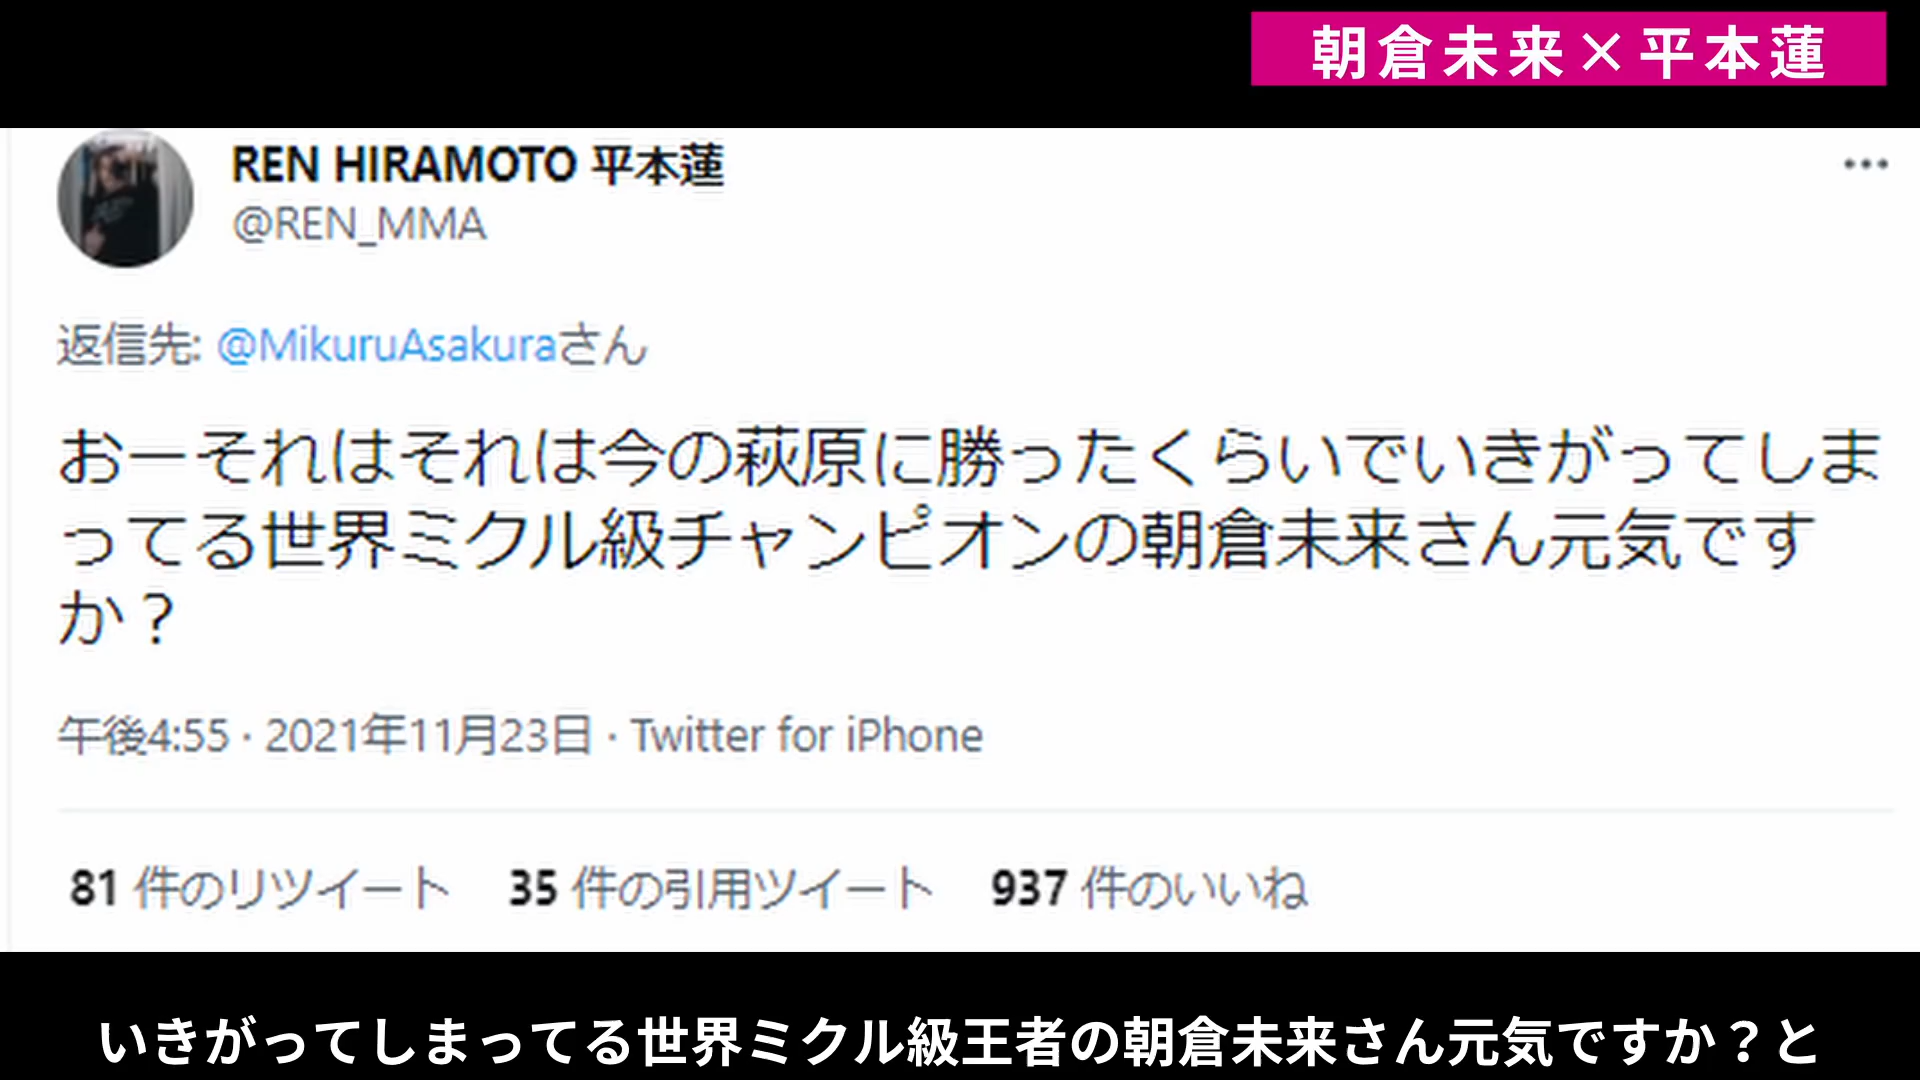 朝倉未来×平本蓮
REN HIRAMOTO 平本蓮
@REN_MMA
返信先: @MikuruAsakuraさん
おーそれはそれは今の萩原に勝ったくらいでいきがってしま
ってる世界ミクル級チャンピオンの朝倉未来さん元気です
か？
午後4:55 · 2021年11月23日 · Twitter for iPhone
81 件のリツイート 35 件の引用ツイート 937 件のいいね
いきがってしまってる世界ミクル級王者の朝倉未来さん元気ですか？と